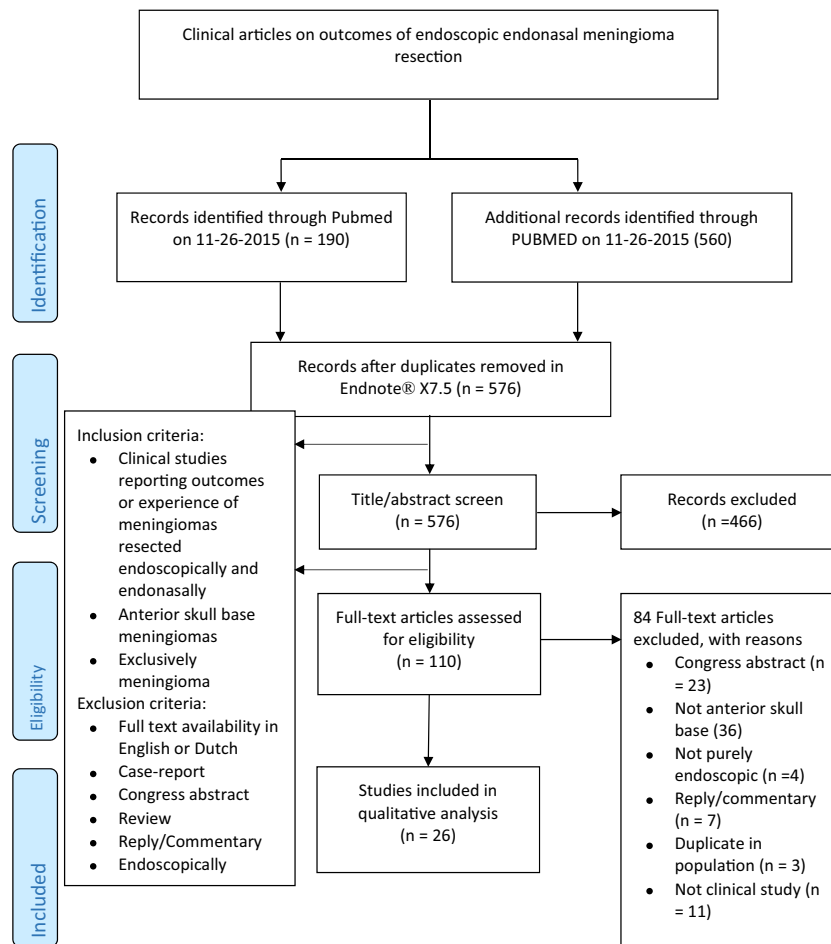 Clinical articles on outcomes of endoscopic endonasal meningioma
resection
Identification
Records identified through Pubmed
on 11-26-2015 (n = 190)
Additional records identified through
PUBMED on 11-26-2015 (560)
Records after duplicates removed in
Endnote® X7.5 (n = 576)
Screening
Inclusion criteria:
● Clinical studies
reporting outcomes
or experience of
meningiomas
resected
endoscopically and
endonasally
● Anterior skull base
meningiomas
● Exclusively
meningioma
Exclusion criteria:
● Full text availability in
English or Dutch
● Case-report
● Congress abstract
● Review
● Reply/Commentary
● Endoscopically
Title/abstract screen
(n = 576)
Records excluded
(n =466)
Eligibility
Full-text articles assessed
for eligibility
(n = 110)
84 Full-text articles
excluded, with reasons
● Congress abstract (n
= 23)
● Not anterior skull
base (36)
● Not purely
endoscopic (n =4)
● Reply/commentary
(n = 7)
● Duplicate in
population (n = 3)
● Not clinical study (n
= 11)
Included
Studies included in
qualitative analysis
(n = 26)